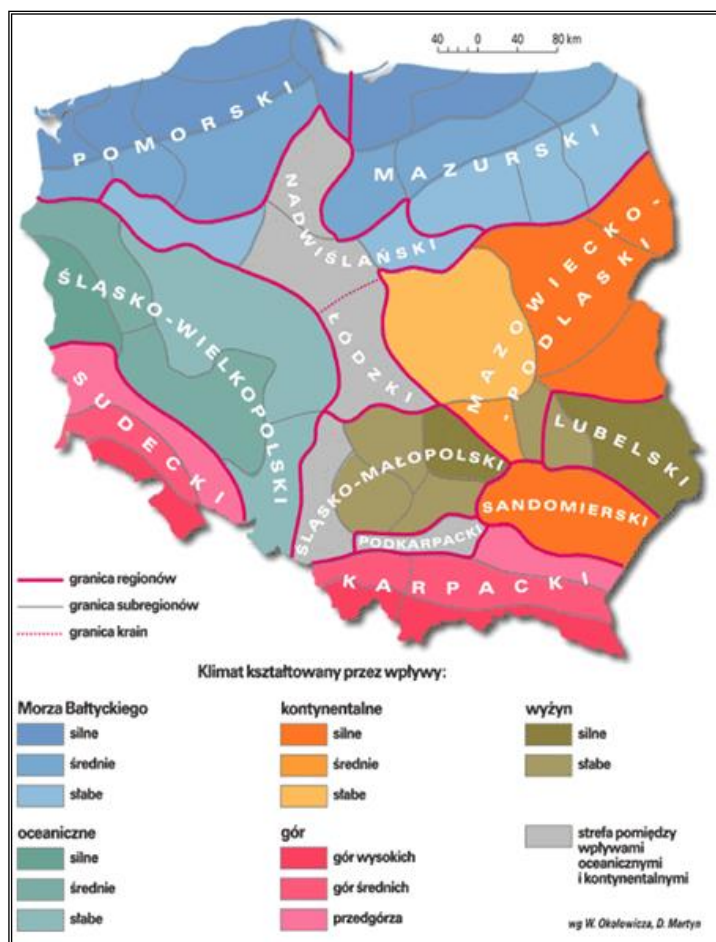 40 0 40 80 km
POMORSKI
MAZURSKI
NADWIŚLAŃSKI
MAZOWIECKO-
-PODLASKI
ŚLĄSKO-WIELKOPOLSKI
ŁÓDZKI
SUDECKI
LUBELSKI
ŚLĄSKO-MAŁOPOLSKI
SANDOMIERSKI
PODKARPACKI
KARPACKI
granica regionów
granica subregionów
granica krain
Klimat kształtowany przez wpływy:
Morza Bałtyckiego
silne
średnie
słabe
kontynentalne
silne
średnie
słabe
wyżyn
silne
słabe
oceaniczne
silne
średnie
słabe
gór
gór wysokich
gór średnich
przedgórza
strefa pomiędzy
wpływami
oceanicznymi
i kontynentalnymi
wg W. Okołowicza, D. Martyn